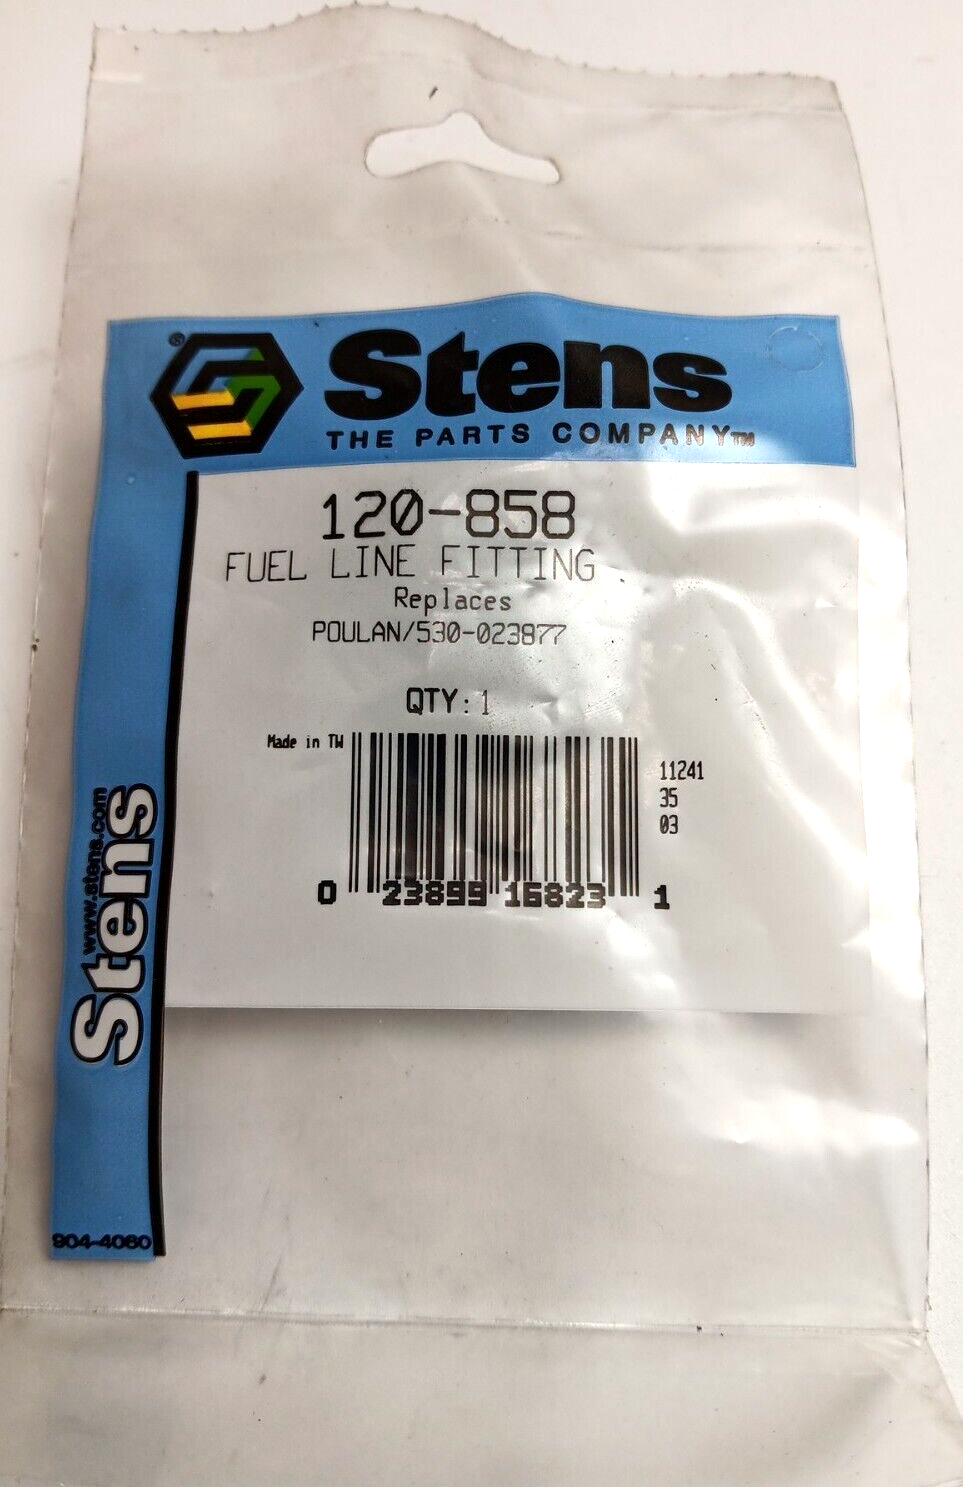 ®
Stens
THE PARTS COMPANY™
120-858
FUEL LINE FITTING
Replaces
POULAN/530-023877
QTY: 1
Made in TW
11241
35
03
0 23899 16823 1
www.stens.com
Stens
904-4060